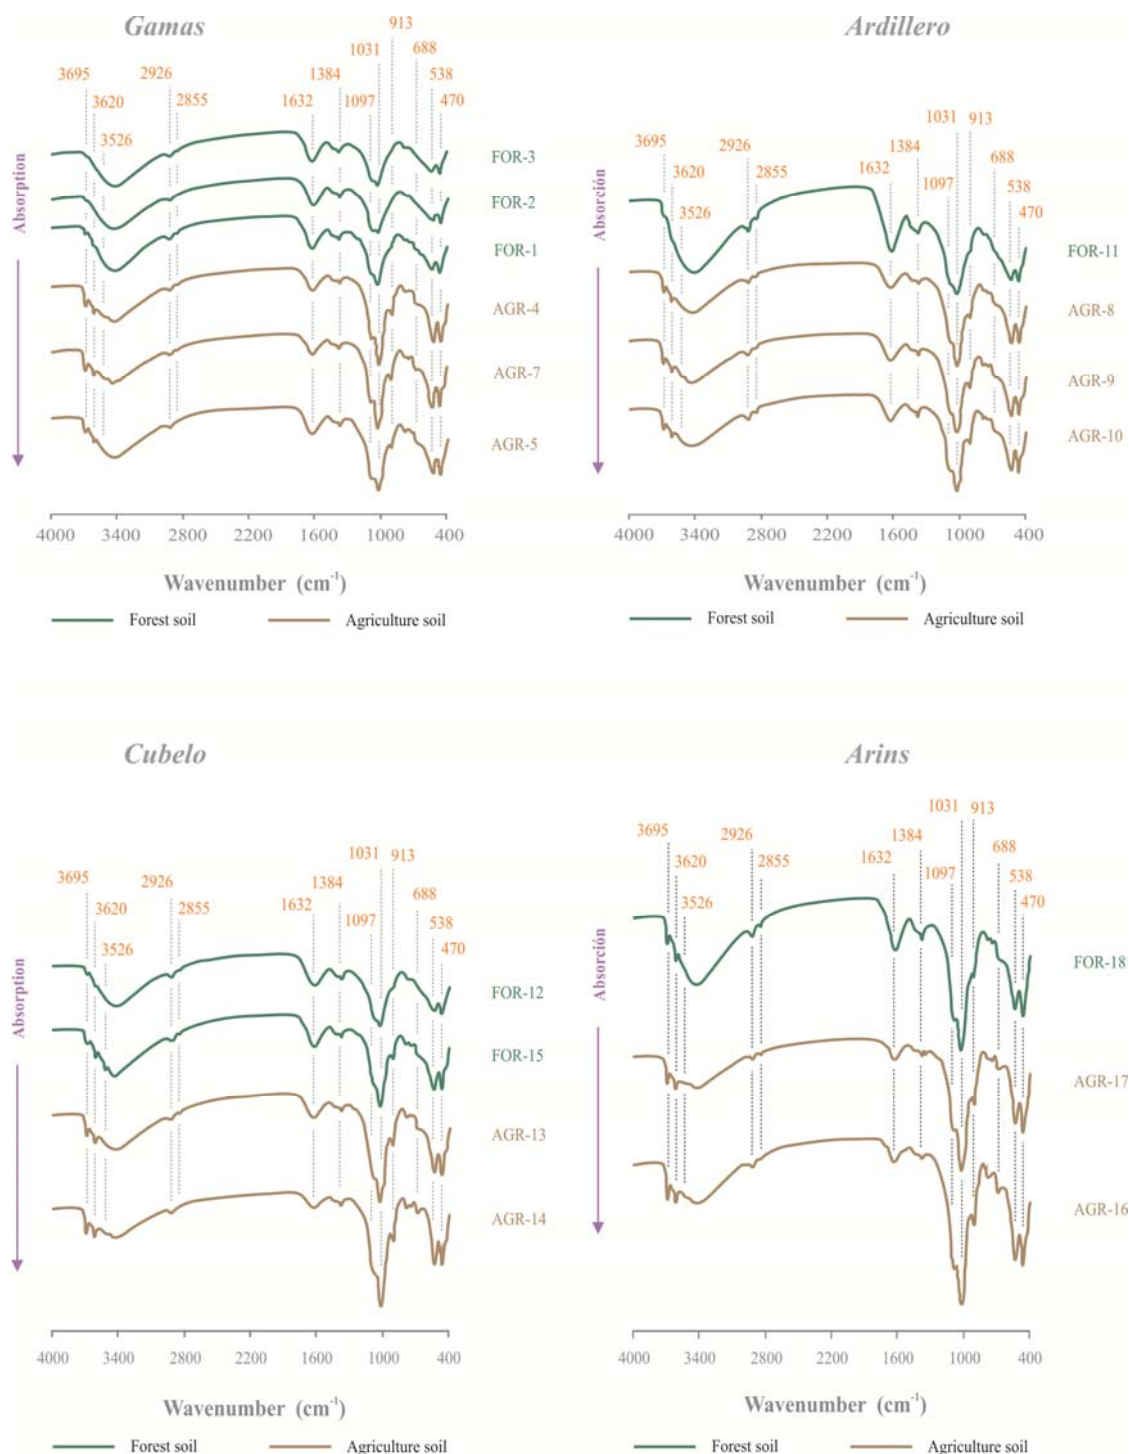 Gamas
913
1031
688
3695
2926
1384
538
3620
2855
1632
1097
470
3526
FOR-3
FOR-2
FOR-1
AGR-4
AGR-7
AGR-5
Absorption
4000 3400 2800 2200 1600 1000 400
Wavenumber (cm-1)
Forest soil Agriculture soil
Ardillero
1031 913
3695
2926
1384
688
3620
2855
1632
1097
538
3526
470
FOR-11
AGR-8
AGR-9
AGR-10
Absorción
4000 3400 2800 2200 1600 1000 400
Wavenumber (cm-1)
Forest soil Agriculture soil
Cubelo
1031 913
3695
2926
1632
1384
688
3620
2855
1097
538
3526
470
FOR-12
FOR-15
AGR-13
AGR-14
Absorption
4000 3400 2800 2200 1600 1000 400
Wavenumber (cm-1)
Forest soil Agriculture soil
Arins
1031 913
3695
2926
1384
688
3620
2855
1632
1097
538
3526
470
FOR-18
AGR-17
AGR-16
Absorción
4000 3400 2800 2200 1600 1000 400
Wavenumber (cm-1)
Forest soil Agriculture soil